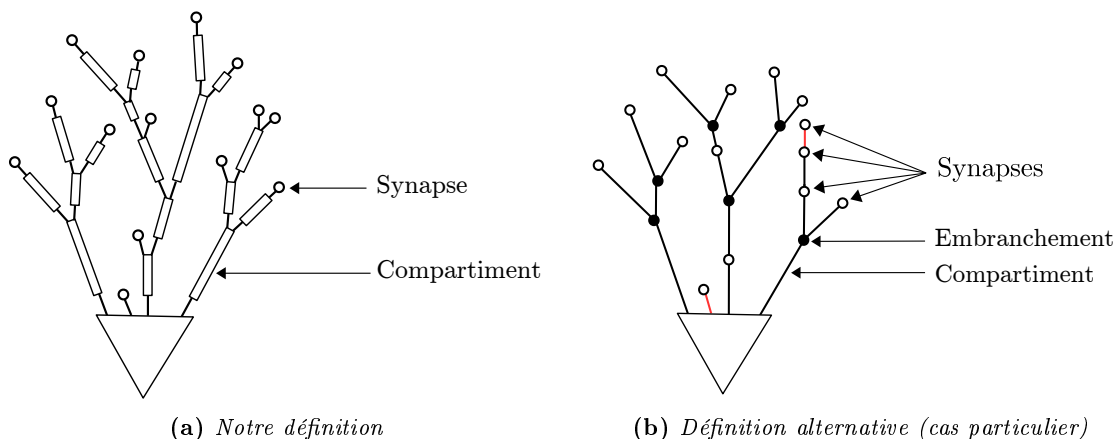 Synapse
Compartiment
Synapses
Embranchement
Compartiment
(a) Notre définition
(b) Définition alternative (cas particulier)